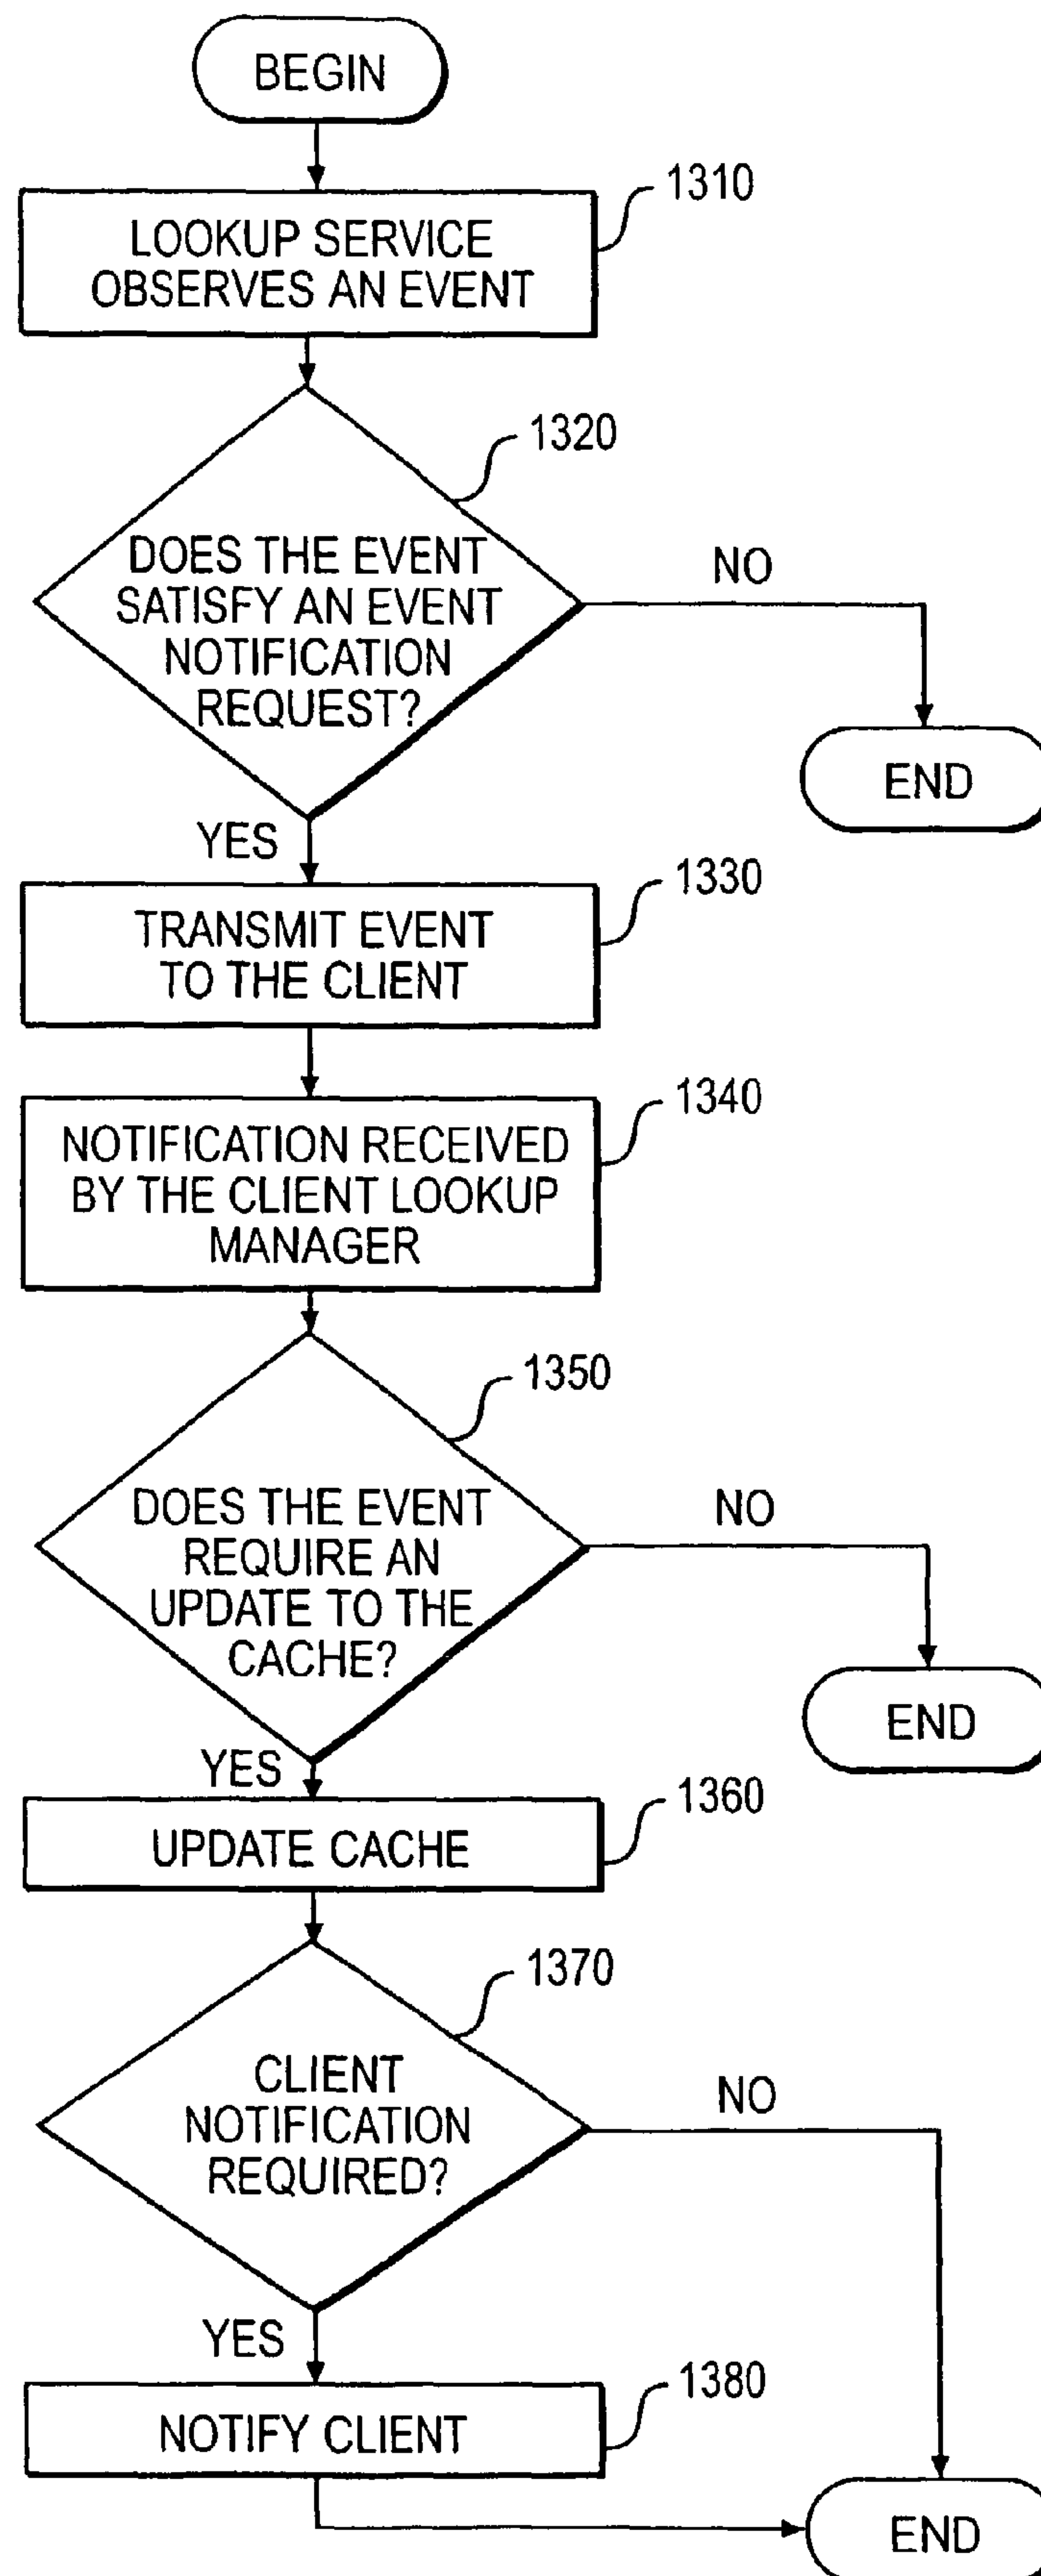 BEGIN
1310
LOOKUP SERVICE
OBSERVES AN EVENT
1320
DOES THE EVENT
SATISFY AN EVENT
NOTIFICATION
REQUEST?
NO
END
YES
1330
TRANSMIT EVENT
TO THE CLIENT
1340
NOTIFICATION RECEIVED
BY THE CLIENT LOOKUP
MANAGER
1350
DOES THE EVENT
REQUIRE AN
UPDATE TO THE
CACHE?
NO
END
YES
1360
UPDATE CACHE
1370
CLIENT
NOTIFICATION
REQUIRED?
NO
YES
1380
NOTIFY CLIENT
END